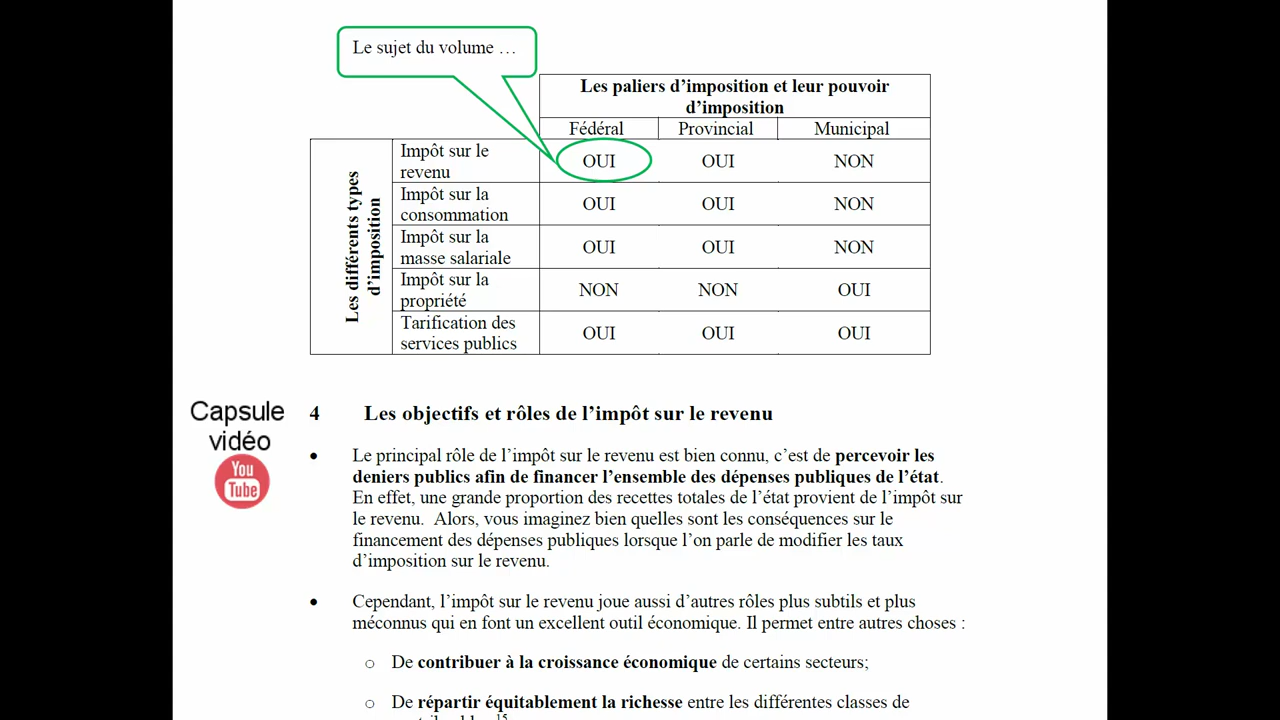 Le sujet du volume …
Les paliers d’imposition et leur pouvoir
d’imposition
Fédéral Provincial Municipal
Les différents types
d’imposition
Impôt sur le
revenu
OUI OUI NON
Impôt sur la
consommation
OUI OUI NON
Impôt sur la
masse salariale
OUI OUI NON
Impôt sur la
propriété
NON NON OUI
Tarification des
services publics
OUI OUI OUI
Capsule
vidéo
You
Tube
4 Les objectifs et rôles de l’impôt sur le revenu
• Le principal rôle de l’impôt sur le revenu est bien connu, c’est de percevoir les
deniers publics afin de financer l’ensemble des dépenses publiques de l’état.
En effet, une grande proportion des recettes totales de l’état provient de l’impôt sur
le revenu. Alors, vous imaginez bien quelles sont les conséquences sur le
financement des dépenses publiques lorsque l’on parle de modifier les taux
d’imposition sur le revenu.
• Cependant, l’impôt sur le revenu joue aussi d’autres rôles plus subtils et plus
méconnus qui en font un excellent outil économique. Il permet entre autres choses :
o De contribuer à la croissance économique de certains secteurs;
o De répartir équitablement la richesse entre les différentes classes de
15